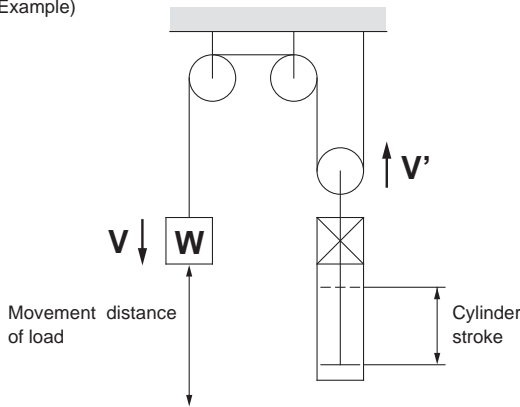 Example)
V'
V
W
Movement distance
of load
Cylinder
stroke